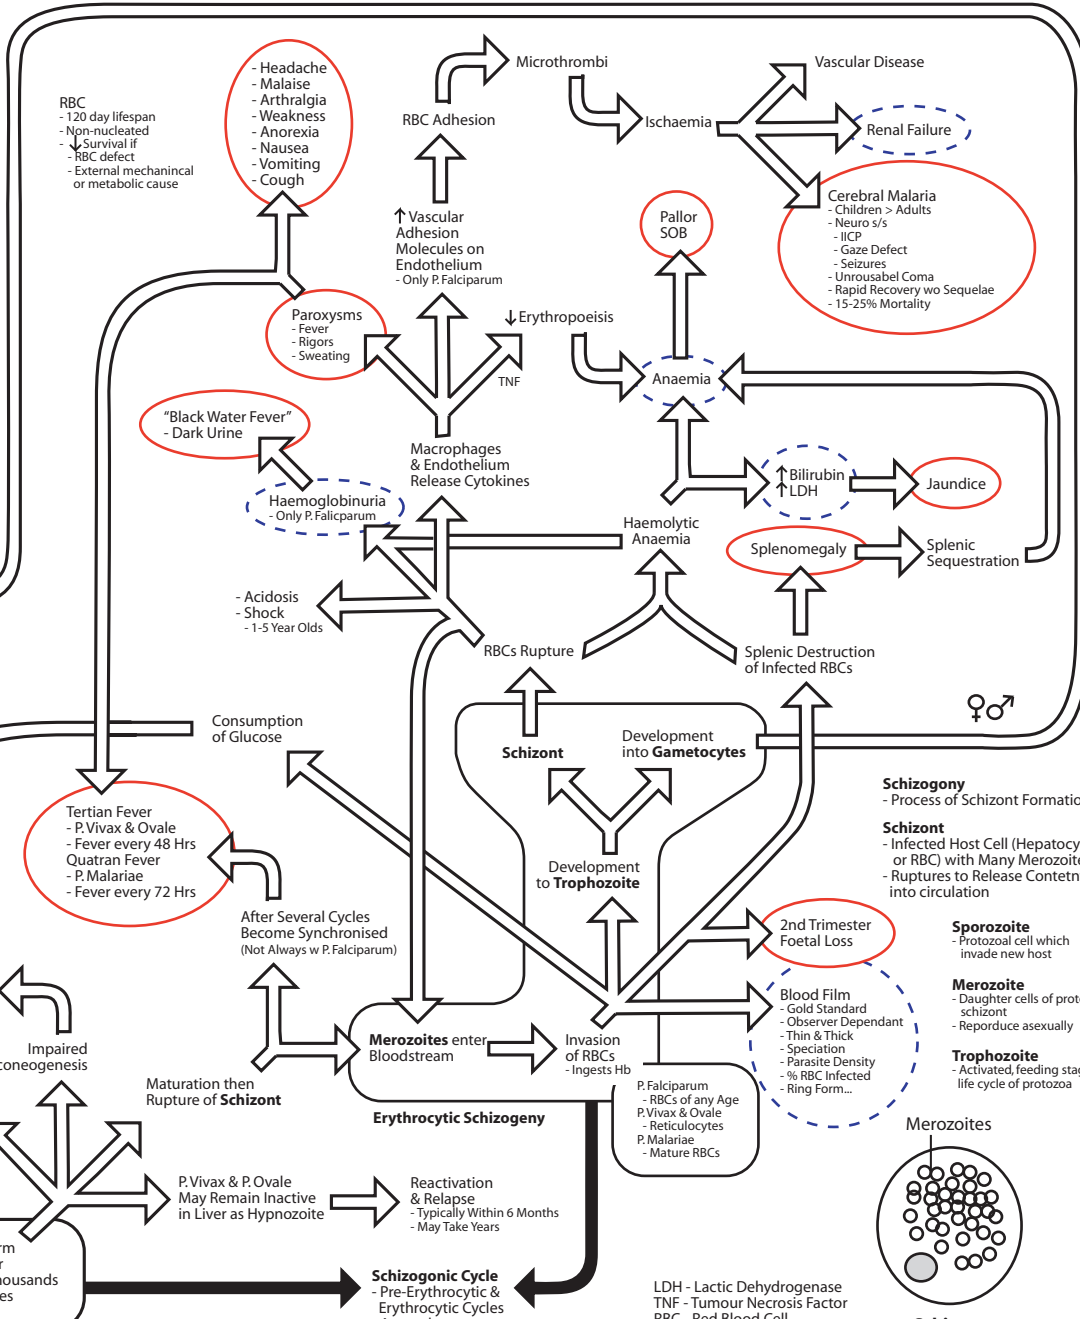 RBC
- 120 day lifespan
- Non-nucleated
- ↓ Survival if
- RBC defect
- External mechanincal
or metabolic cause
- Headache
- Malaise
- Arthralgia
- Weakness
- Anorexia
- Nausea
- Vomiting
- Cough
RBC Adhesion
Microthrombi
Ischaemia
Vascular Disease
Renal Failure
Cerebral Malaria
- Children > Adults
- Neuro s/s
- IICP
- Gaze Defect
- Seizures
- Unrousabel Coma
- Rapid Recovery wo Sequelae
- 15-25% Mortality
Pallor
SOB
↑ Vascular
Adhesion
Molecules on
Endothelium
- Only P. Falciparum
Paroxysms
- Fever
- Rigors
- Sweating
↓ Erythropoeisis
TNF
Anaemia
"Black Water Fever"
- Dark Urine
Macrophages
& Endothelium
Release Cytokines
Haemoglobinuria
- Only P. Falicparum
↑ Bilirubin
↑ LDH
Jaundice
Haemolytic
Anaemia
Splenomegaly
Splenic
Sequestration
- Acidosis
- Shock
- 1-5 Year Olds
RBCs Rupture
Splenic Destruction
of Infected RBCs
♀♂
Consumption
of Glucose
Schizont
Development
into Gametocytes
Schizogony
- Process of Schizont Formatio
Schizont
- Infected Host Cell (Hepatocy
or RBC) with Many Merozoite
- Ruptures to Release Contetn
into circulation
Tertian Fever
- P. Vivax & Ovale
- Fever every 48 Hrs
Quatran Fever
- P. Malariae
- Fever every 72 Hrs
Development
to Trophozoite
After Several Cycles
Become Synchronised
(Not Always w P. Falciparum)
2nd Trimester
Foetal Loss
Sporozoite
- Protozoal cell which
invade new host
Merozoite
- Daughter cells of prot
schizont
- Reporduce asexually
Trophozoite
- Activated, feeding stag
life cycle of protozoa
Blood Film
- Gold Standard
- Observer Dependant
- Thin & Thick
- Speciation
- Parasite Density
- % RBC Infected
- Ring Form...
Merozoites enter
Bloodstream
Invasion
of RBCs
- Ingests Hb
Impaired
coneogenesis
Maturation then
Rupture of Schizont
Erythrocytic Schizogeny
P. Falciparum
- RBCs of any Age
P. Vivax & Ovale
- Reticulocytes
P. Malariae
- Mature RBCs
Merozoites
P. Vivax & P. Ovale
May Remain Inactive
in Liver as Hypnozoite
Reactivation
& Relapse
- Typically Within 6 Months
- May Take Years
rm
r
housands
es
Schizogonic Cycle
- Pre-Erythrocytic &
Erythrocytic Cycles
LDH - Lactic Dehydrogenase
TNF - Tumour Necrosis Factor
RBC - Red Blood Cell